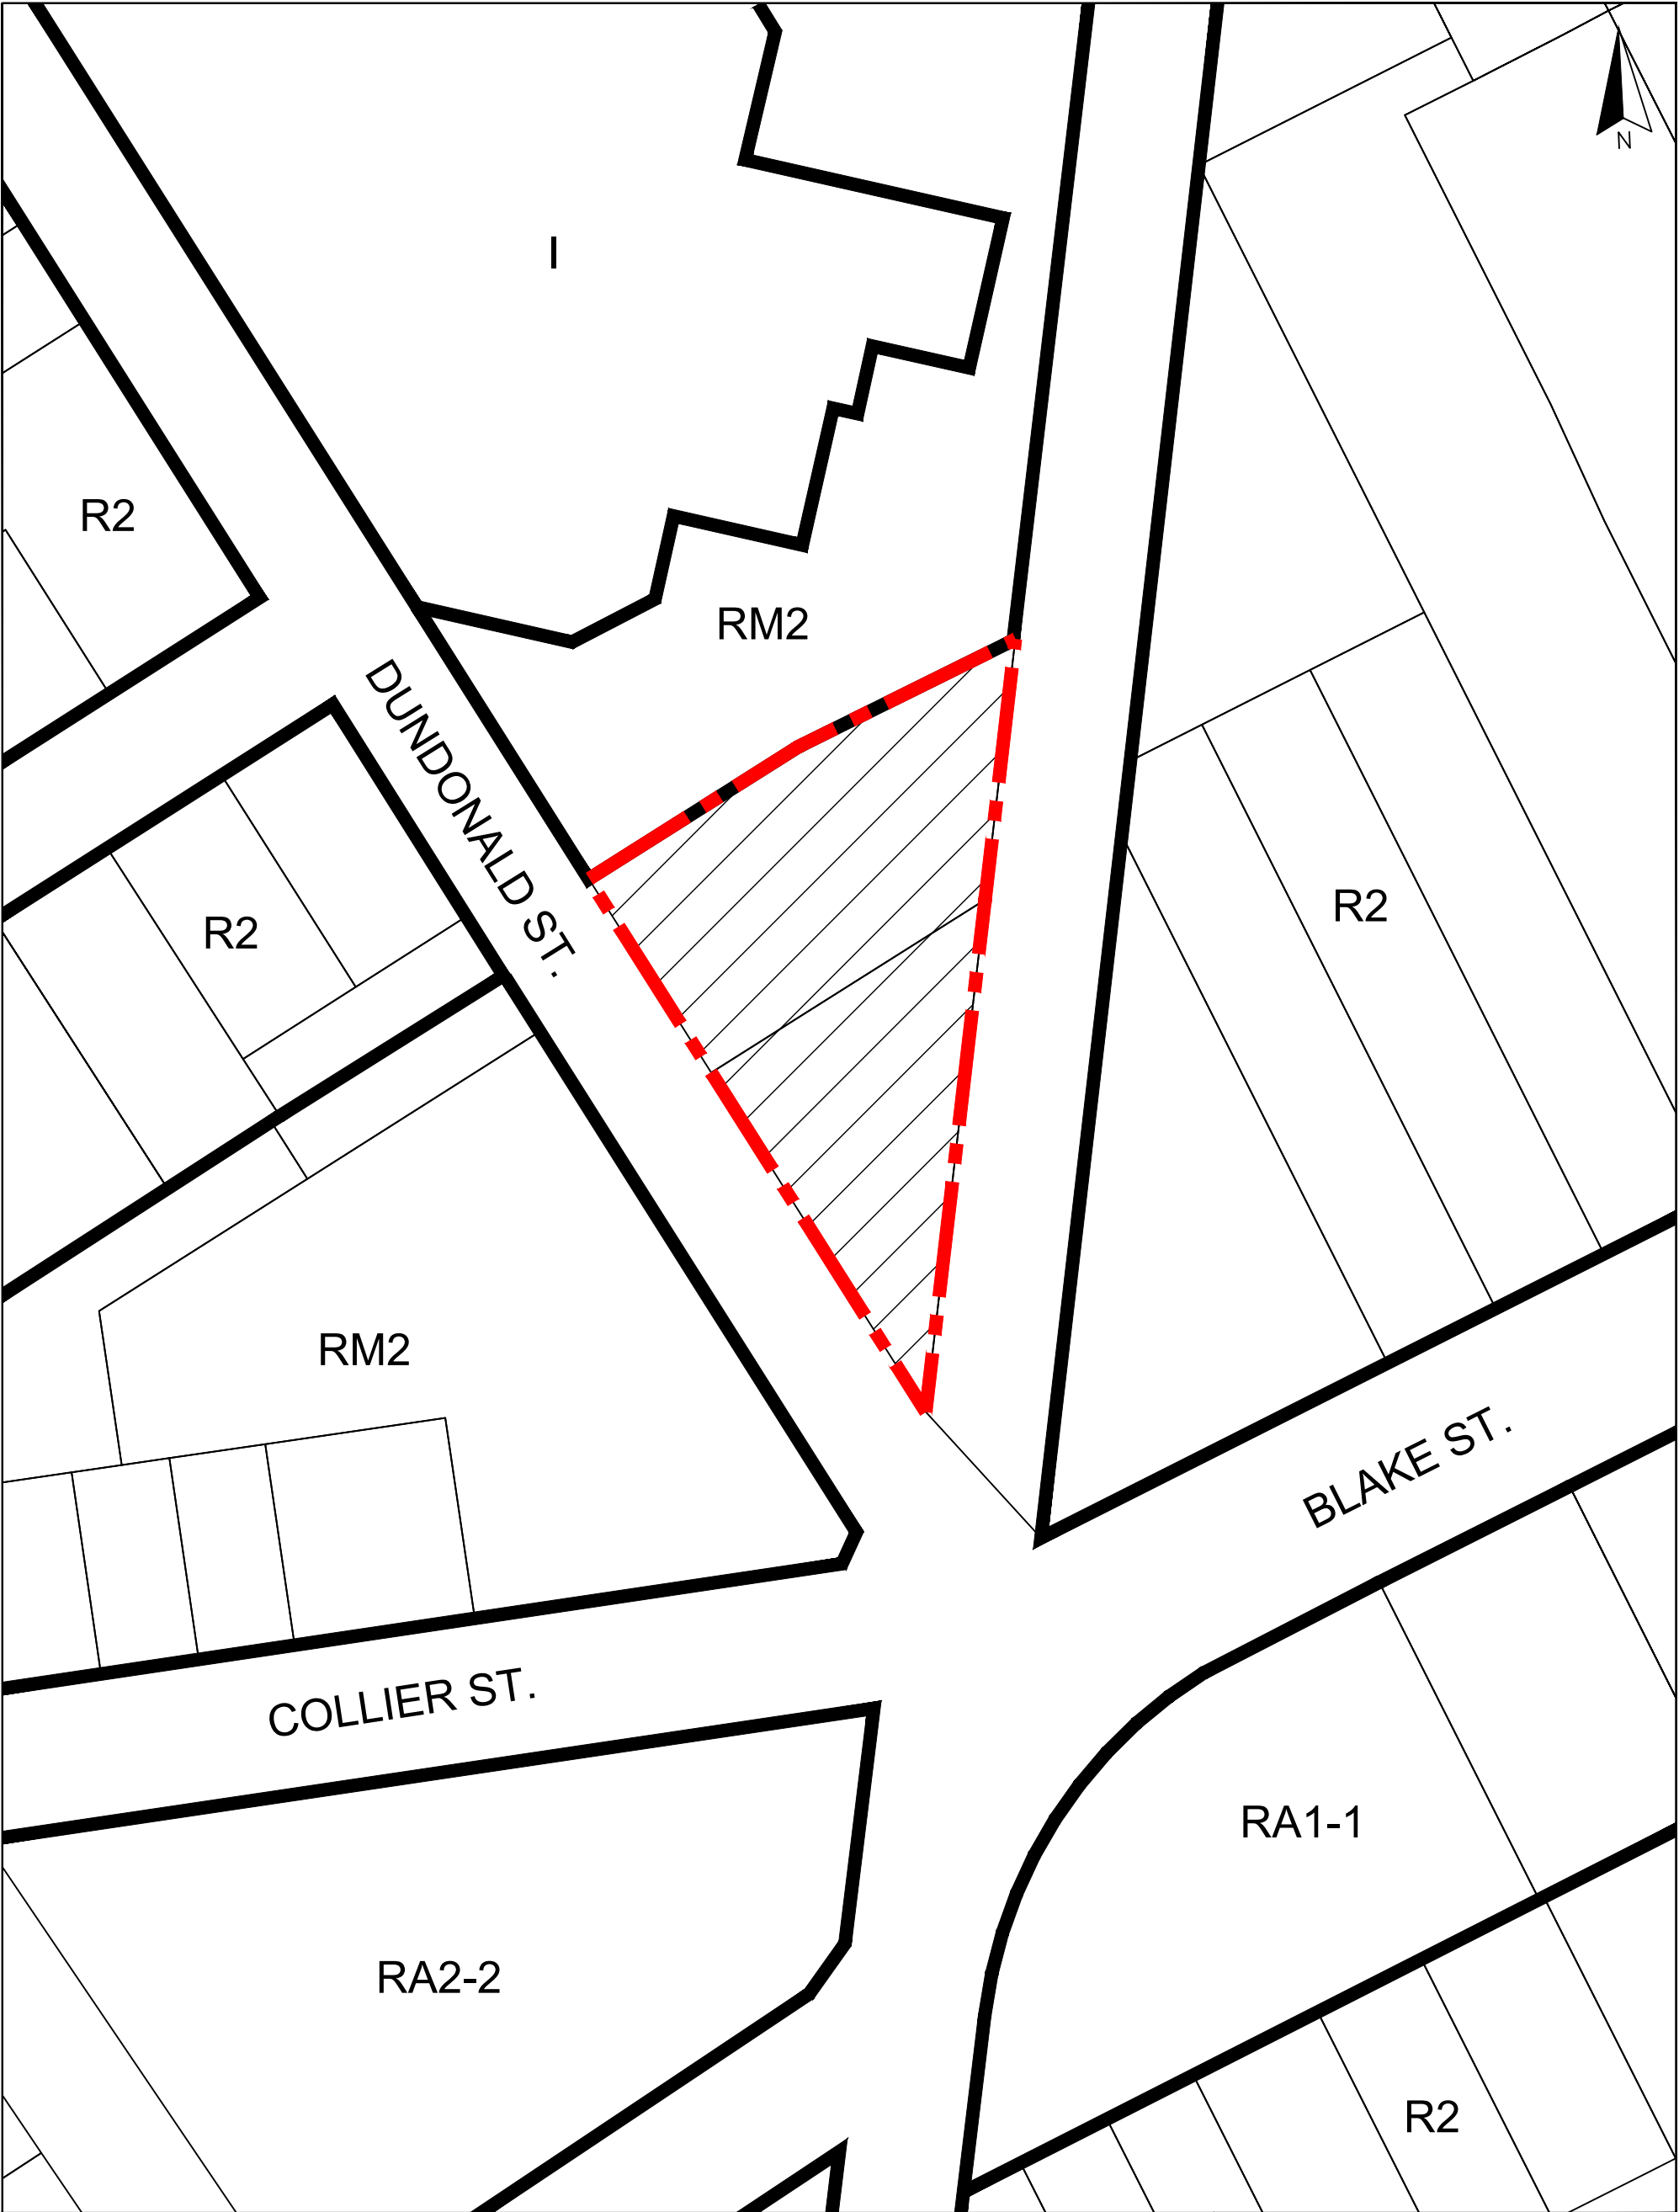 N
I
R2
RM2
DUNDONALD ST.
R2
R2
RM2
BLAKE ST.
COLLIER ST.
RA1-1
RA2-2
R2